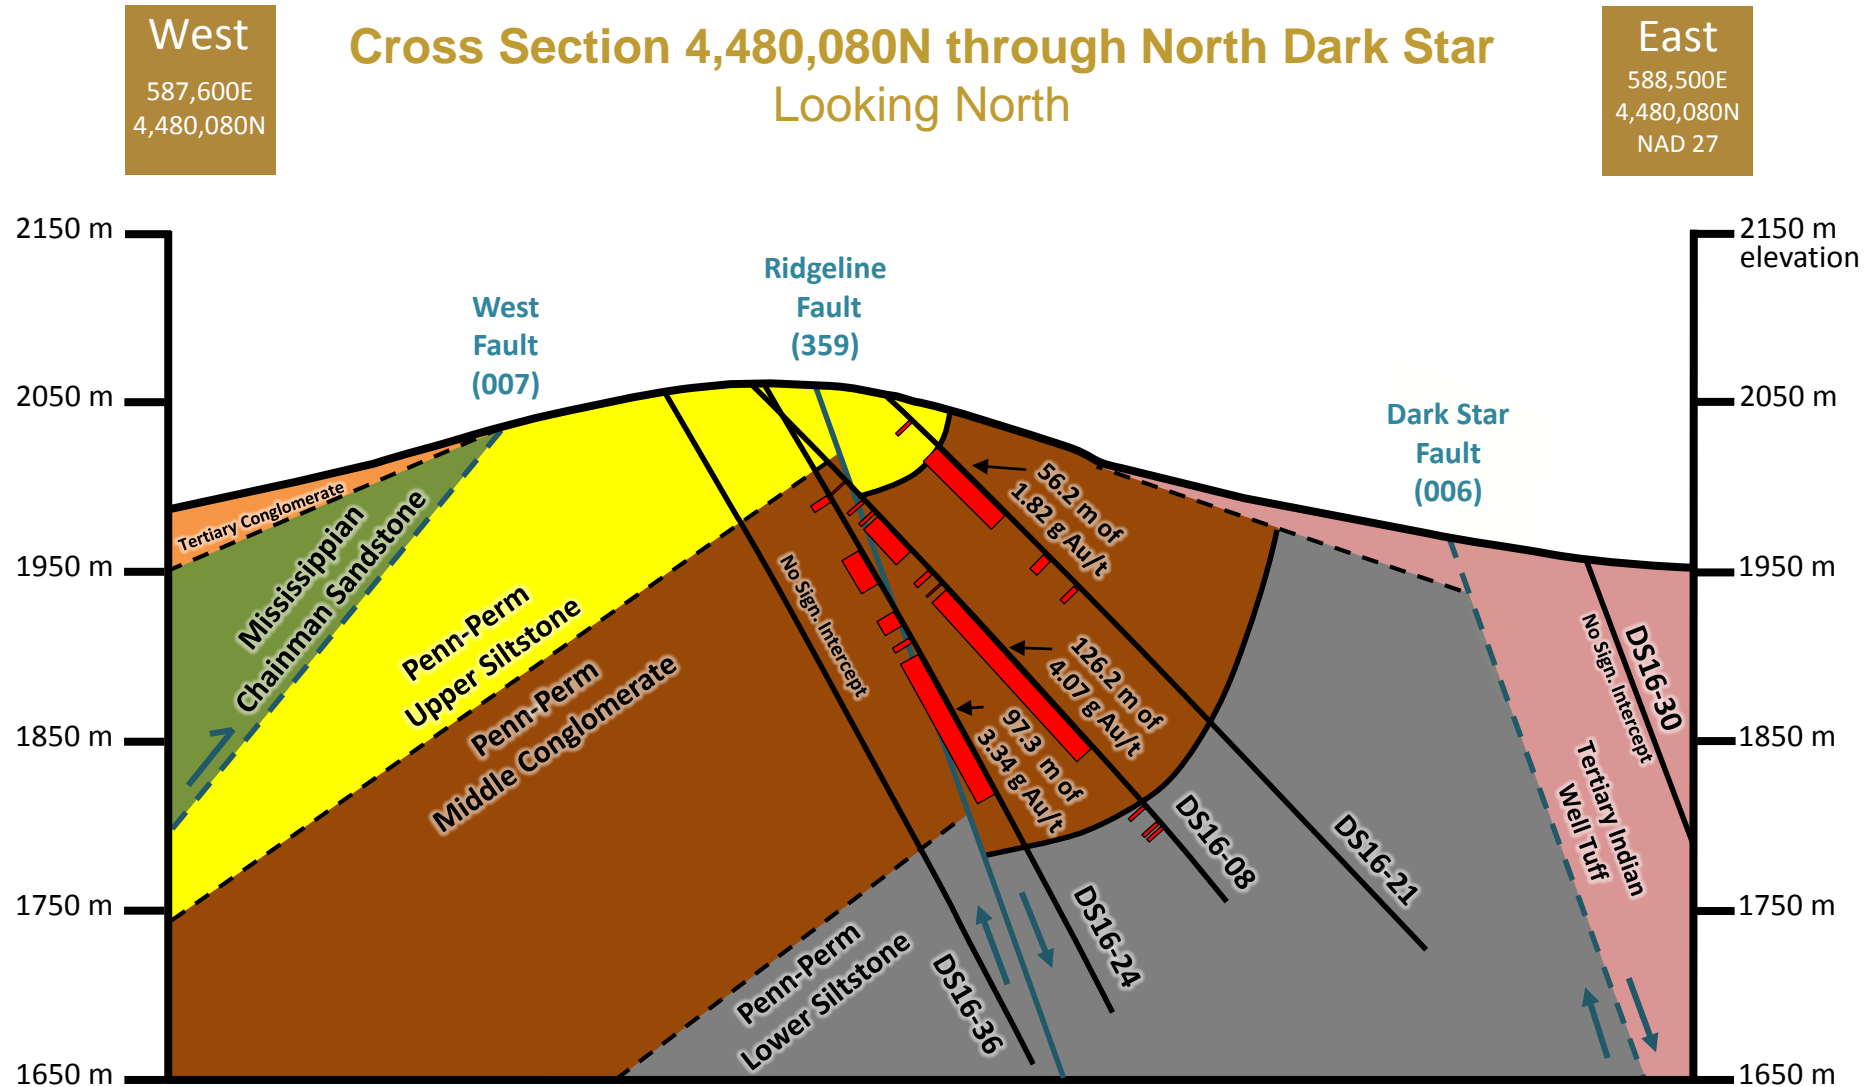 West
587,600E
4,480,080N
Cross Section 4,480,080N through North Dark Star
Looking North
East
588,500E
4,480,080N
NAD 27
2150 m
2050 m
1950 m
1850 m
1750 m
1650 m
2150 m
elevation
2050 m
1950 m
1850 m
1750 m
1650 m
West
Fault
(007)
Ridgeline
Fault
(359)
Dark Star
Fault
(006)
Tertiary Conglomerate
Mississippian
Chainman Sandstone
Penn-Perm
Upper Siltstone
Penn-Perm
Middle Conglomerate
Penn-Perm
Lower Siltstone
No Sign. Intercept
56.2 m of
1.82 g Au/t
126.2 m of
4.07 g Au/t
97.3 m of
3.34 g Au/t
DS16-36
DS16-24
DS16-08
DS16-21
DS16-30
No Sign. Intercept
Tertiary Indian
Well Tuff